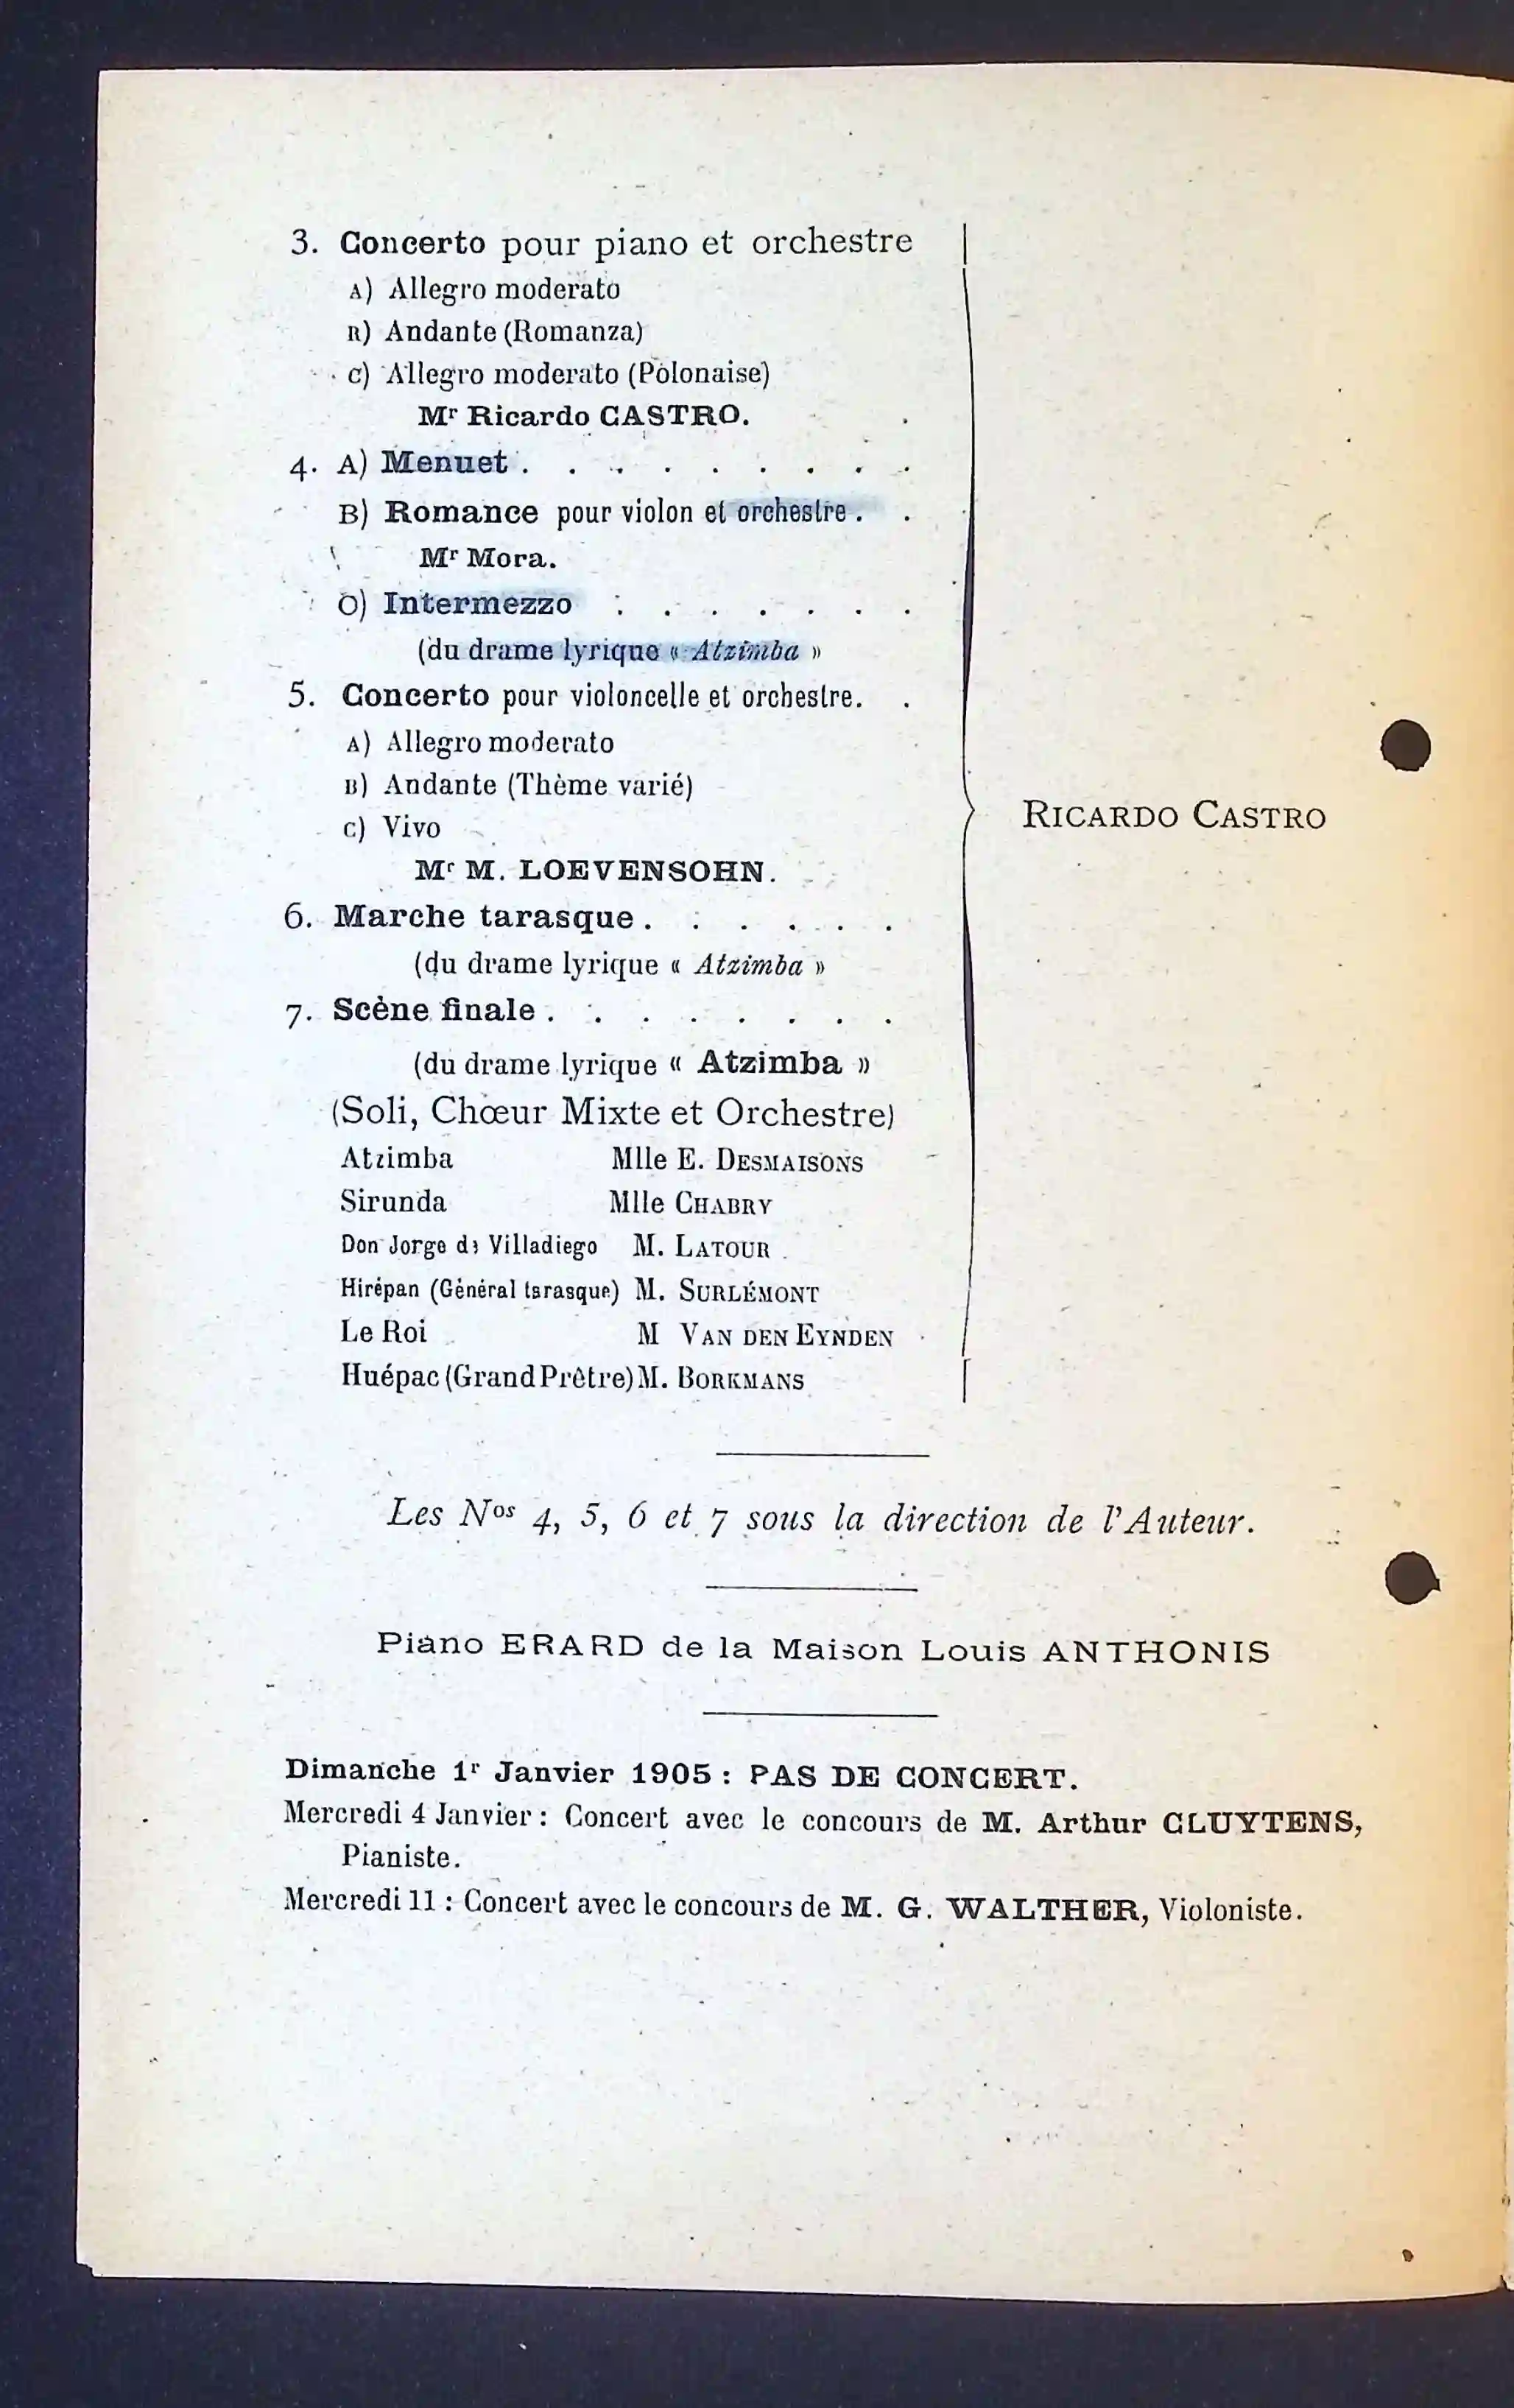 3. Concerto pour piano et orchestre
A) Allegro moderato
B) Andante (Romanza)
C) Allegro moderato (Polonaise)
Mr Ricardo CASTRO.
4. A) Menuet . . . . . . . . .
B) Romance pour violon et orchestre . .
Mr Mora.
C) Intermezzo . . . . . . .
(du drame lyrique « Atzimba »
5. Concerto pour violoncelle et orchestre. .
A) Allegro moderato
B) Andante (Thème varié)
C) Vivo
RICARDO CASTRO
Mr M. LOEVENSOHN.
6. Marche tarasque . . . . . .
(du drame lyrique « Atzimba »
7. Scène finale . . . . . . . .
(du drame lyrique « Atzimba »
(Soli, Chœur Mixte et Orchestre)
Atzimba Mlle E. DESMAISONS
Sirunda Mlle CHABRY
Don Jorge de Villadiego M. LATOUR
Hirépan (Général tarasque) M. SURLÉMONT
Le Roi M VAN DEN EYNDEN
Huépac (Grand Prêtre) M. BORKMANS
Les Nos 4, 5, 6 et 7 sous la direction de l'Auteur.
Piano ERARD de la Maison Louis ANTHONIS
Dimanche 1r Janvier 1905 : PAS DE CONCERT.
Mercredi 4 Janvier : Concert avec le concours de M. Arthur CLUYTENS,
Pianiste.
Mercredi 11 : Concert avec le concours de M. G. WALTHER, Violoniste.